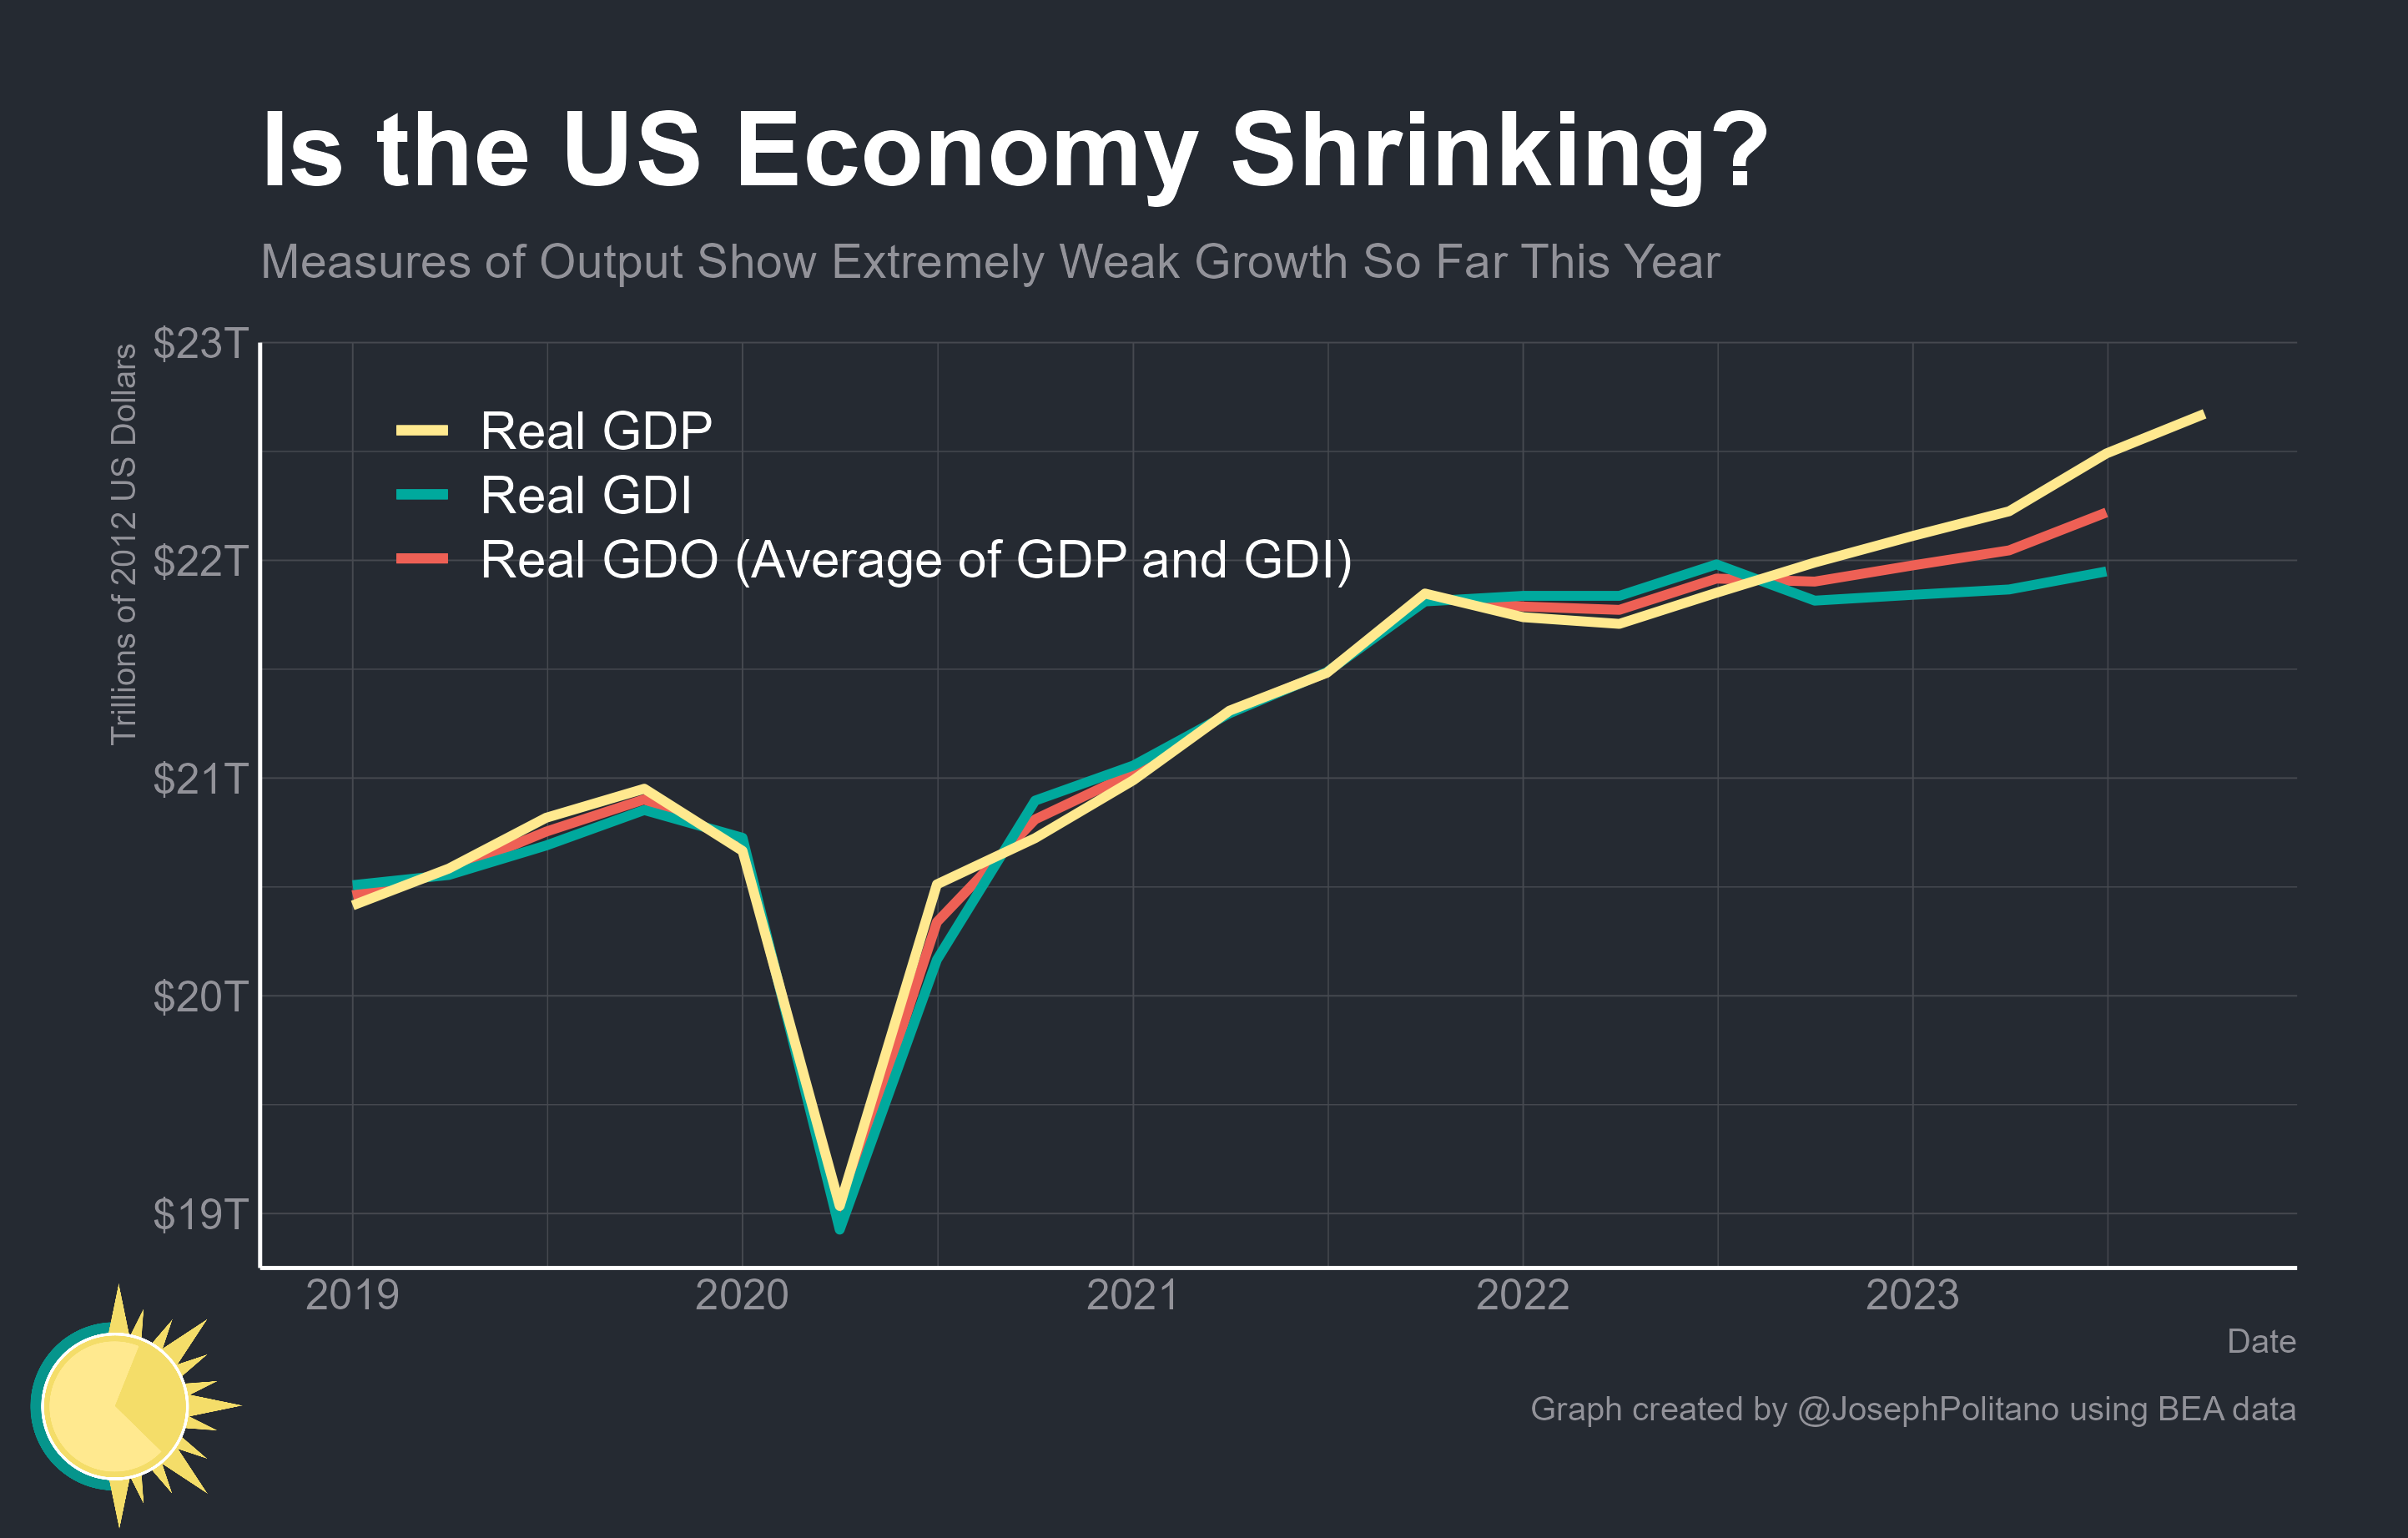 Is the US Economy Shrinking?
Measures of Output Show Extremely Weak Growth So Far This Year
Trillions of 2012 US Dollars
$23T
$22T
$21T
$20T
$19T
Real GDP
Real GDI
Real GDO (Average of GDP and GDI)
2019
2020
2021
2022
2023
Date
Graph created by @JosephPolitano using BEA data